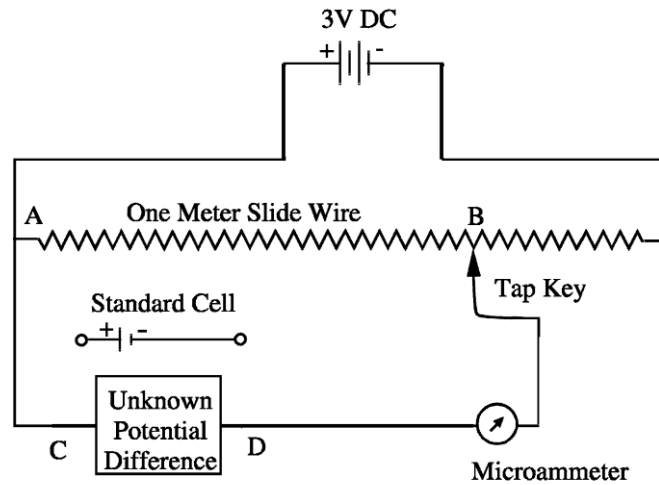 3V DC
+ -
A One Meter Slide Wire B
Tap Key
Standard Cell
+ -
Unknown
Potential
Difference
C D
Microammeter